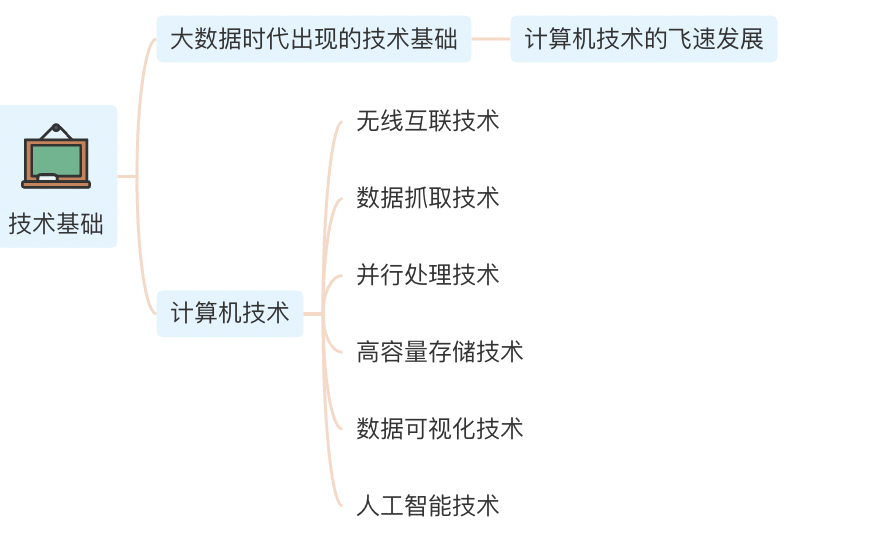 大数据时代出现的技术基础
计算机技术的飞速发展
技术基础
计算机技术
无线互联技术
数据抓取技术
并行处理技术
高容量存储技术
数据可视化技术
人工智能技术